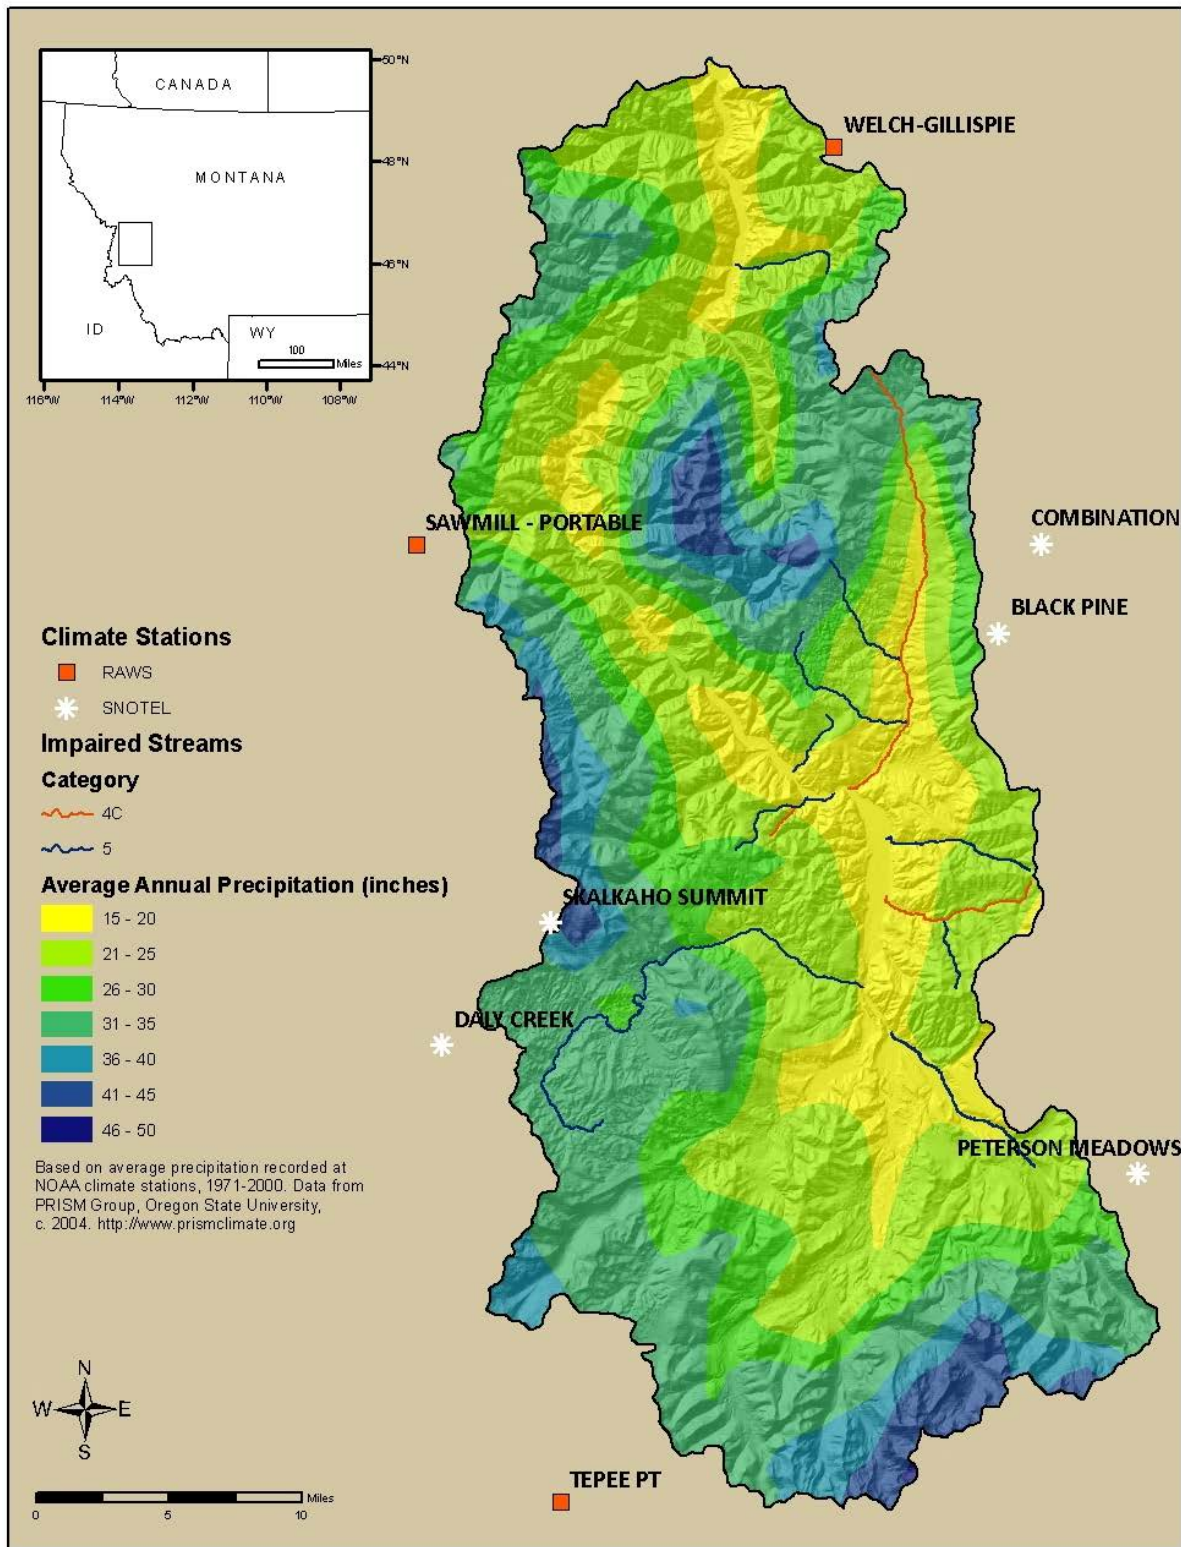 CANADA
MONTANA
ID
WY
100
Miles
50°N
48°N
46°N
44°N
116°W 114°W 112°W 110°W 108°W
WELCH-GILLISPIE
SAWMILL - PORTABLE
COMBINATION
BLACK PINE
SKALKAHO SUMMIT
DALY CREEK
PETERSON MEADOWS
TEPEE PT
Climate Stations
RAWS
SNOTEL
Impaired Streams
Category
4C
5
Average Annual Precipitation (inches)
15 - 20
21 - 25
26 - 30
31 - 35
36 - 40
41 - 45
46 - 50
Based on average precipitation recorded at
NOAA climate stations, 1971-2000. Data from
PRISM Group, Oregon State University,
c. 2004. http://www.prismclimate.org
N
W E
S
Miles
0 5 10